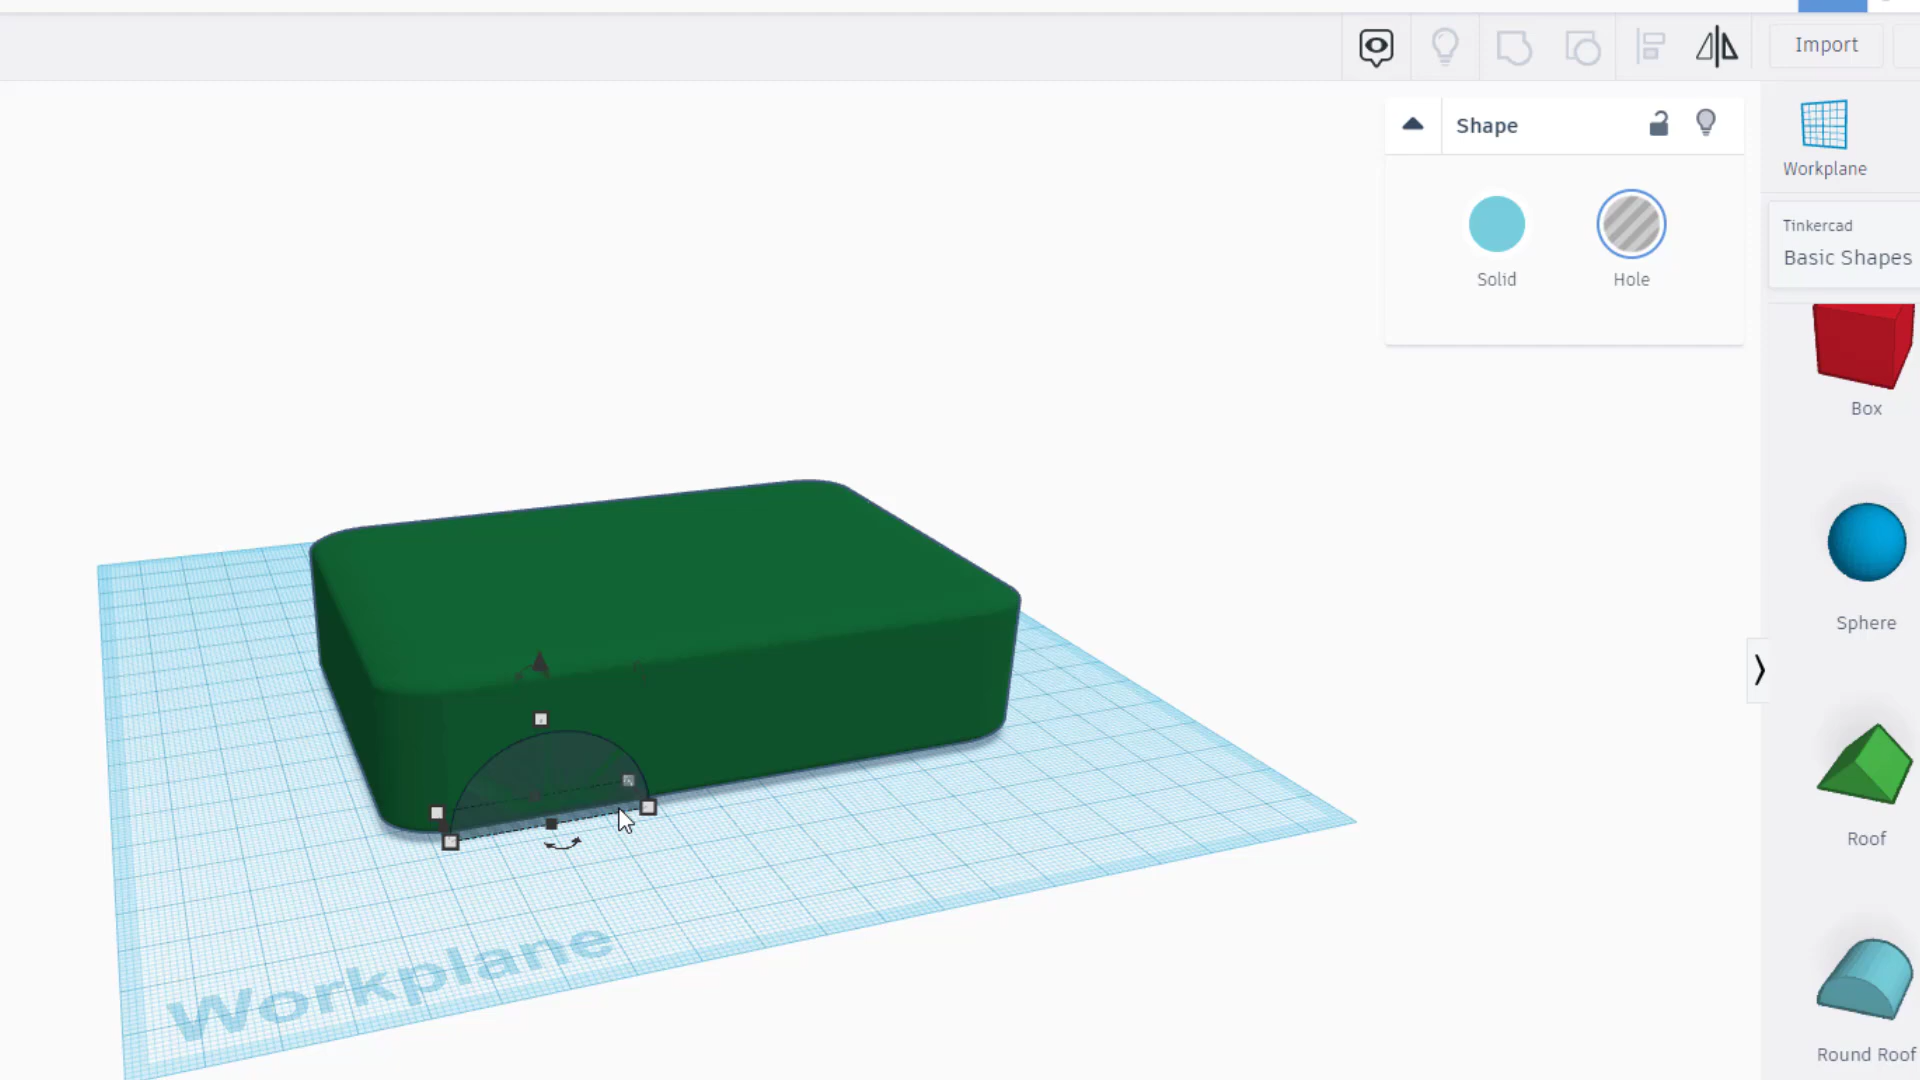 Import
Shape
Solid
Hole
Workplane
Tinkercad
Basic Shapes
Box
Sphere
Roof
Round Roof
Workplane